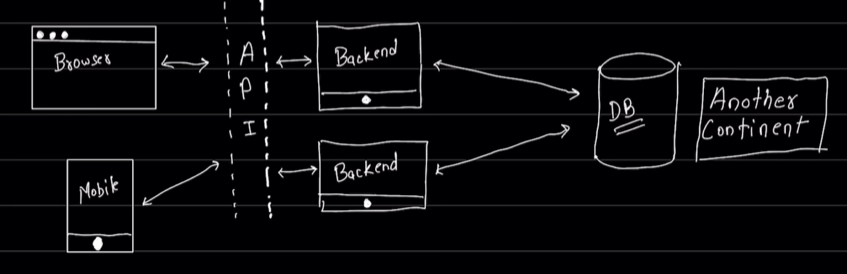 Browser
A
P
I
Backend
DB
Another
Continent
Mobile
Backend